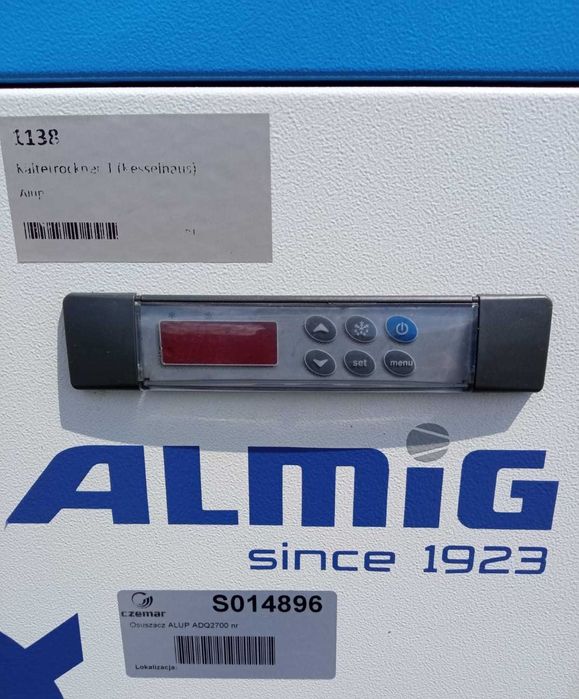 1138
Kältetrockner 1 (Kesselhaus)
Alup
set
menu
ALMiG
since 1923
czemar
S014896
Osuszacz ALUP ADQ2700 nr
Lokalizacja: